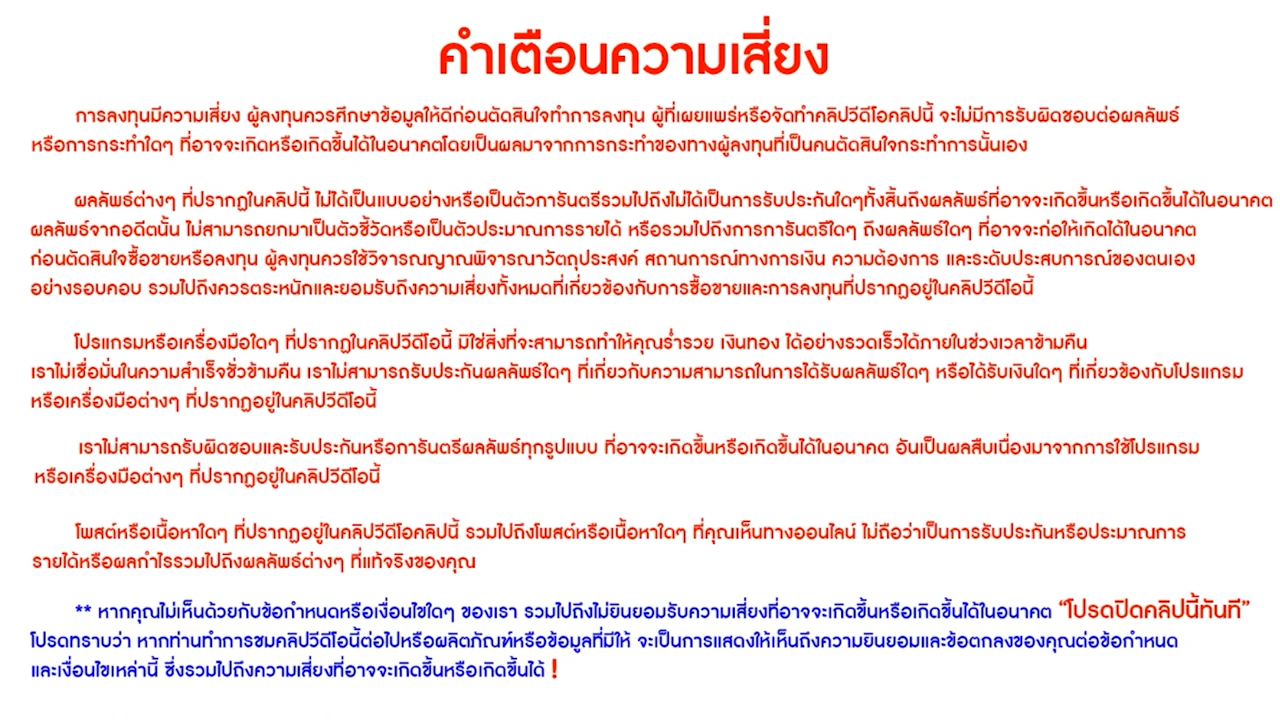 คำเตือนความเสี่ยง
การลงทุนมีความเสี่ยง ผู้ลงทุนควรศึกษาข้อมูลให้ดีก่อนตัดสินใจทำการลงทุน ผู้ที่เผยแพร่หรือจัดทำคลิปวีดีโอคลิปนี้ จะไม่มีการรับผิดชอบต่อผลลัพธ์
หรือการกระทำใดๆ ที่อาจจะเกิดหรือเกิดขึ้นได้ในอนาคตโดยเป็นผลมาจากการกระทำของทางผู้ลงทุนที่เป็นคนตัดสินใจกระทำการนั้นเอง
ผลลัพธ์ต่างๆ ที่ปรากฏในคลิปนี้ ไม่ได้เป็นแบบอย่างหรือเป็นตัวการันตรีรวมไปถึงไม่ได้เป็นการรับประกันใดๆทั้งสิ้นถึงผลลัพธ์ที่อาจจะเกิดขึ้นหรือเกิดขึ้นได้ในอนาคต
ผลลัพธ์จากอดีตนั้น ไม่สามารถยกมาเป็นตัวชี้วัดหรือเป็นตัวประมาณการรายได้ หรือรวมไปถึงการการันตรีใดๆ ถึงผลลัพธ์ใดๆ ที่อาจจะก่อให้เกิดได้ในอนาคต
ก่อนตัดสินใจซื้อขายหรือลงทุน ผู้ลงทุนควรใช้วิจารณญาณพิจารณาวัตถุประสงค์ สถานการณ์ทางการเงิน ความต้องการ และระดับประสบการณ์ของตนเอง
อย่างรอบคอบ รวมไปถึงควรตระหนักและยอมรับถึงความเสี่ยงทั้งหมดที่เกี่ยวข้องกับการซื้อขายและการลงทุนที่ปรากฏอยู่ในคลิปวีดีโอนี้
โปรแกรมหรือเครื่องมือใดๆ ที่ปรากฏในคลิปวีดีโอนี้ มิใช่สิ่งที่จะสามารถทำให้คุณร่ำรวย เงินทอง ได้อย่างรวดเร็วได้ภายในช่วงเวลาข้ามคืน
เราไม่เชื่อมั่นในความสำเร็จชั่วข้ามคืน เราไม่สามารถรับประกันผลลัพธ์ใดๆ ที่เกี่ยวกับความสามารถในการได้รับผลลัพธ์ใดๆ หรือได้รับเงินใดๆ ที่เกี่ยวข้องกับโปรแกรม
หรือเครื่องมือต่างๆ ที่ปรากฏอยู่ในคลิปวีดีโอนี้
เราไม่สามารถรับผิดชอบและรับประกันหรือการันตรีผลลัพธ์ทุกรูปแบบ ที่อาจจะเกิดขึ้นหรือเกิดขึ้นได้ในอนาคต อันเป็นผลสืบเนื่องมาจากการใช้โปรแกรม
หรือเครื่องมือต่างๆ ที่ปรากฏอยู่ในคลิปวีดีโอนี้
โพสต์หรือเนื้อหาใดๆ ที่ปรากฏอยู่ในคลิปวีดีโอคลิปนี้ รวมไปถึงโพสต์หรือเนื้อหาใดๆ ที่คุณเห็นทางออนไลน์ ไม่ถือว่าเป็นการรับประกันหรือประมาณการ
รายได้หรือผลกำไรรวมไปถึงผลลัพธ์ต่างๆ ที่แท้จริงของคุณ
** หากคุณไม่เห็นด้วยกับข้อกำหนดหรือเงื่อนไขใดๆ ของเรา รวมไปถึงไม่ยินยอมรับความเสี่ยงที่อาจจะเกิดขึ้นหรือเกิดขึ้นได้ในอนาคต “โปรดปิดคลิปนี้ทันที”
โปรดทราบว่า หากท่านทำการชมคลิปวีดีโอนี้ต่อไปหรือผลิตภัณฑ์หรือข้อมูลที่มีให้ จะเป็นการแสดงให้เห็นถึงความยินยอมและข้อตกลงของคุณต่อข้อกำหนด
และเงื่อนไขเหล่านี้ ซึ่งรวมไปถึงความเสี่ยงที่อาจจะเกิดขึ้นหรือเกิดขึ้นได้ !